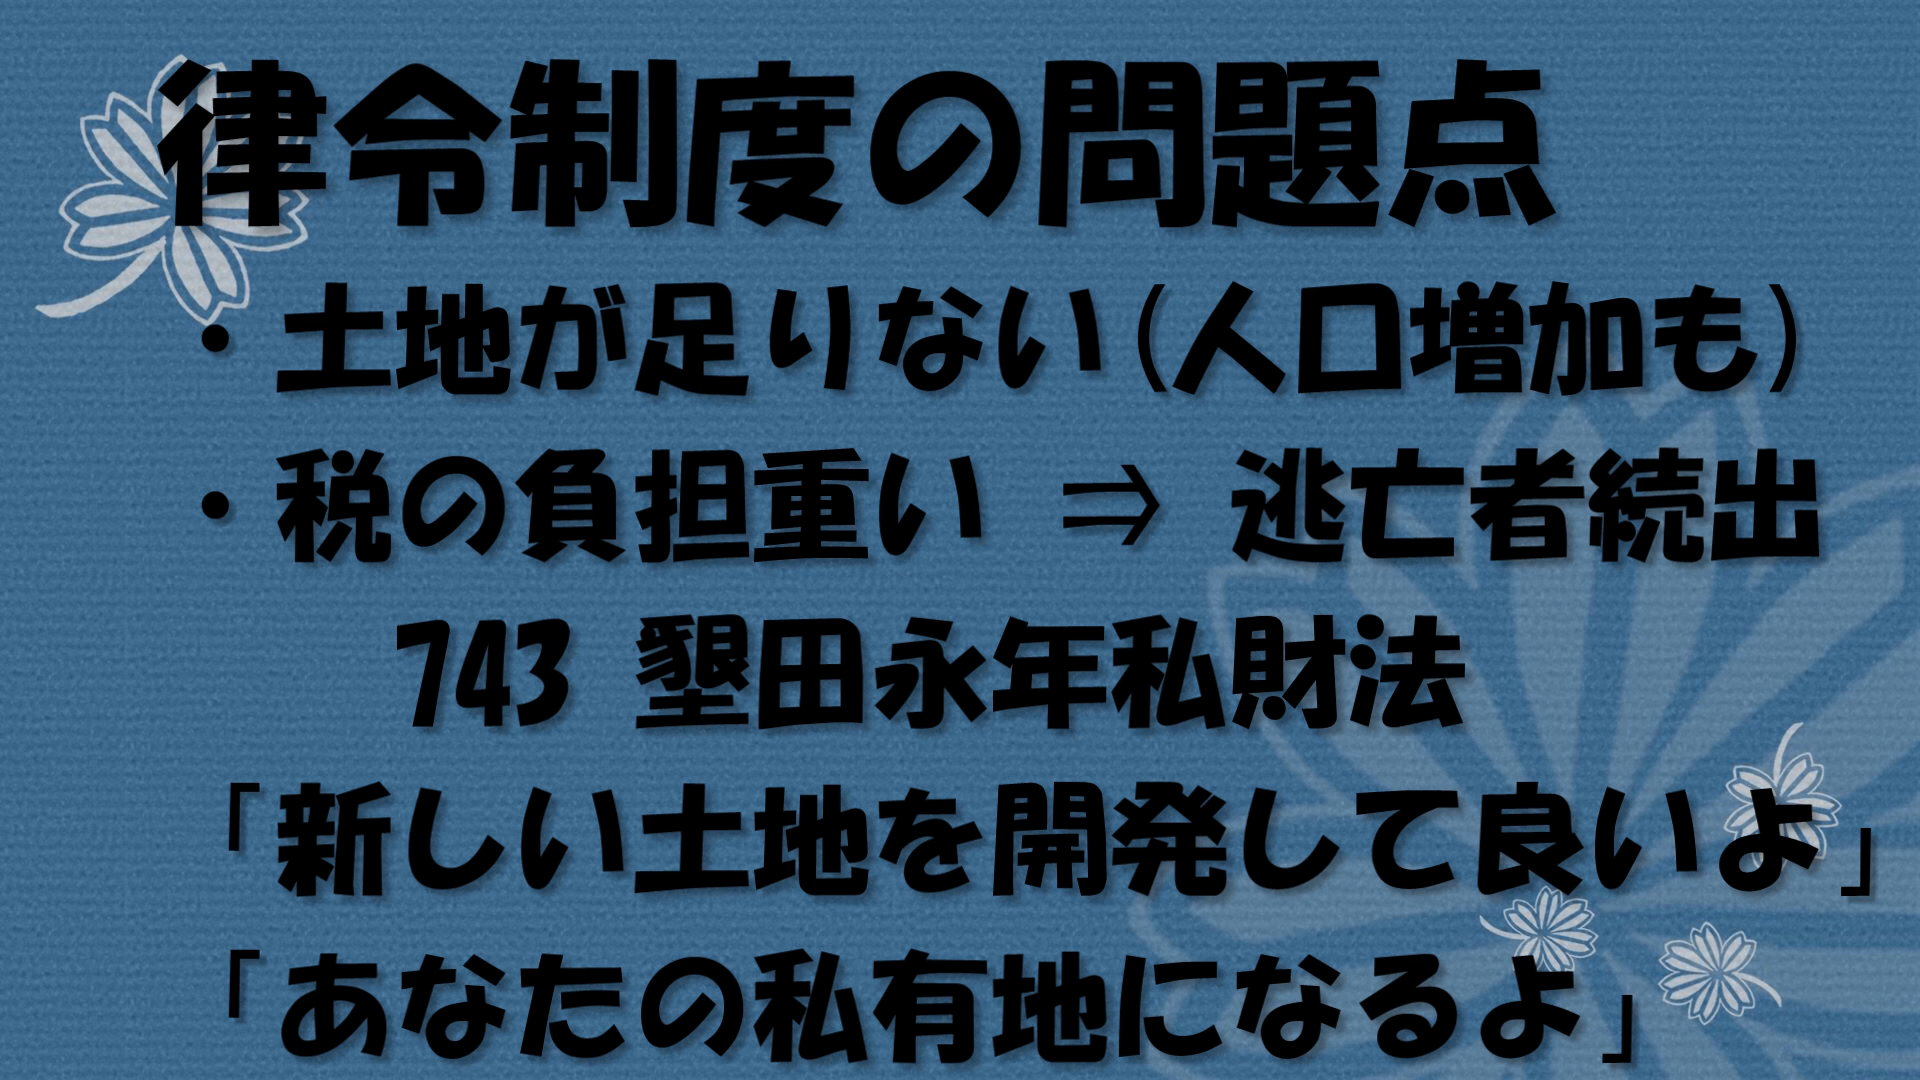 律令制度の問題点
・土地が足りない(人口増加も)
・税の負担重い ⇒ 逃亡者続出
743 墾田永年私財法
「新しい土地を開発して良いよ」
「あなたの私有地になるよ」